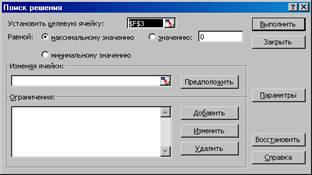 Поиск решения
Установить целевую ячейку: $F$3 Выполнить
Равной: максимальному значению значению: 0 Закрыть
минимальному значению
Изменяя ячейки:
Предположить
Ограничения: Параметры
Добавить
Изменить
Удалить
Восстановить
Справка